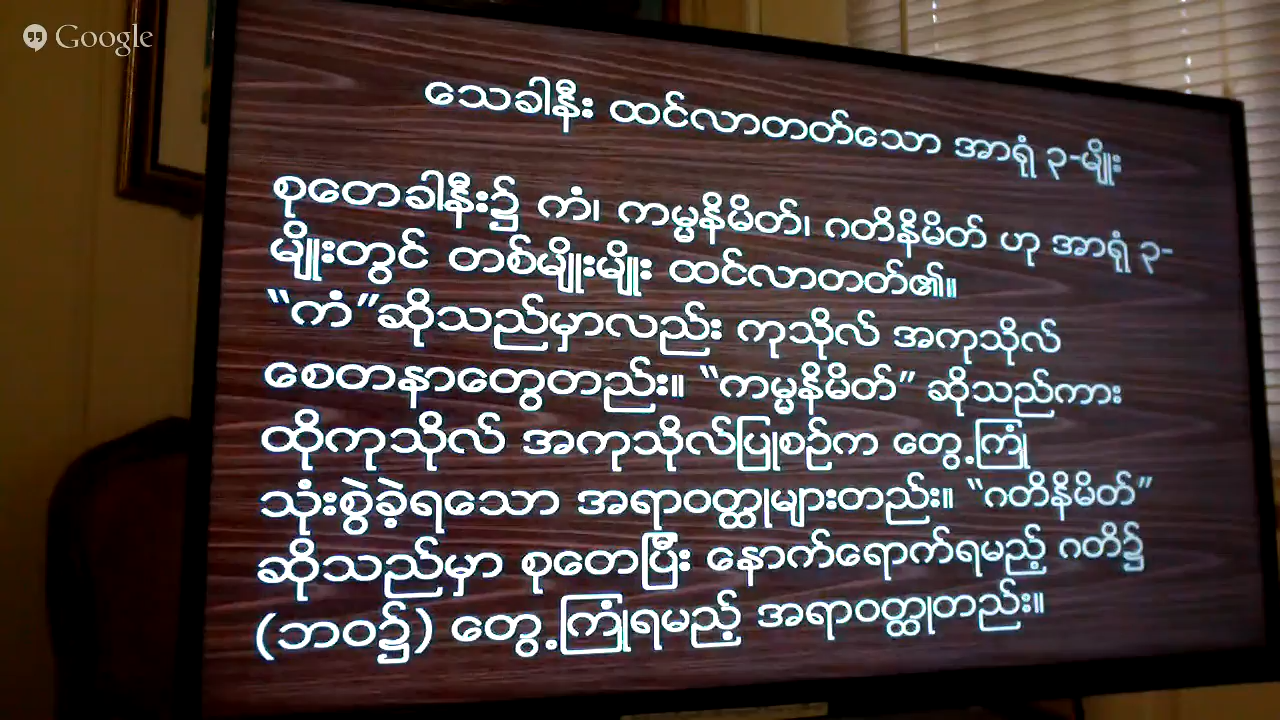 Google
သေခါနီး ထင်လာတတ်သော အာရုံ ၃-မျိုး
စုတေခါနီး၌ ကံ၊ ကမ္မနိမိတ်၊ ဂတိနိမိတ် ဟု အာရုံ ၃-
မျိုးတွင် တစ်မျိုးမျိုး ထင်လာတတ်၏။
“ကံ”ဆိုသည်မှာလည်း ကုသိုလ် အကုသိုလ်
စေတနာတွေတည်း။ “ကမ္မနိမိတ်” ဆိုသည်ကား
ထိုကုသိုလ် အကုသိုလ်ပြုစဉ်က တွေ့ကြုံ
သုံးစွဲခဲ့ရသော အရာဝတ္ထုများတည်း။ “ဂတိနိမိတ်”
ဆိုသည်မှာ စုတေပြီး နောက်ရောက်ရမည့် ဂတိ၌
(ဘဝ၌) တွေ့ကြုံရမည့် အရာဝတ္ထုတည်း။